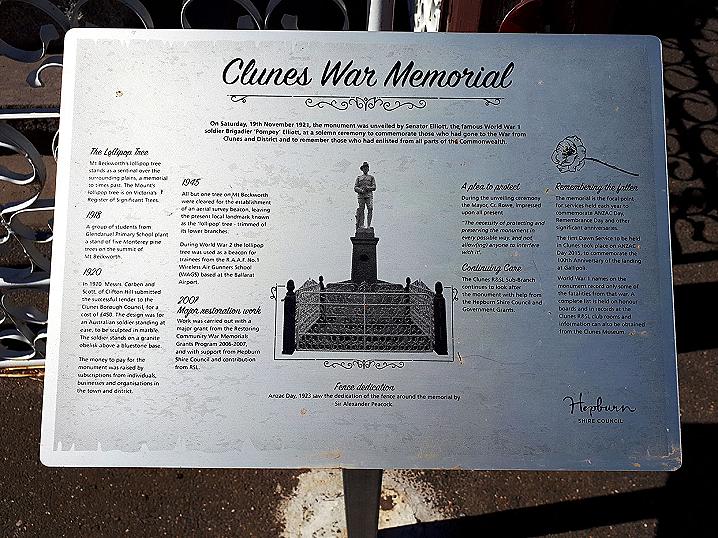 Clunes War Memorial
On Saturday, 19th November 1921, the monument was unveiled by Senator Elliott, the famous World War 1
soldier Brigadier 'Pompey' Elliott, at a solemn ceremony to commemorate those who had gone to the War from
Clunes and District and to remember those who had enlisted from all parts of the Commonwealth.
The Lollipop Tree
Mt Beckworth's lollipop tree
stands as a sentinel over the
surrounding plains, a memorial
to times past. The Mount's
lollipop tree is on Victoria's
Register of Significant Trees.
1918
A group of students from
Glendaruel Primary School plant
a stand of five Monterey pine
trees on the summit of
Mt Beckworth.
1920
In 1920 Messrs. Corben and
Scott, of Clifton Hill submitted
the successful tender to the
Clunes Borough Council, for a
cost of £450. The design was for
an Australian soldier standing at
ease, to be sculpted in marble.
The soldier stands on a granite
obelisk above a bluestone base.
The money to pay for the
monument was raised by
subscriptions from individuals,
businesses and organisations in
the town and district.
1945
All but one tree on Mt Beckworth
were cleared for the establishment
of an aerial survey beacon, leaving
the present local landmark known
as the 'lollipop' tree - trimmed of
its lower branches.
During World War 2 the lollipop
tree was used as a beacon for
trainees from the R.A.A.F. No.1
Wireless Air Gunners School
(WAGS) based at the Ballarat
Airport.
2007
Major restoration work
Work was carried out with a
major grant from the Restoring
Community War Memorials
Grants Program 2006-2007,
and with support from Hepburn
Shire Council and contribution
from RSL.
Fence dedication
Anzac Day, 1923 saw the dedication of the fence around the memorial by
Sir Alexander Peacock.
A plea to protect
During the unveiling ceremony
the Mayor, Cr. Rowe, impressed
upon all present
"The necessity of protecting and
preserving the monument in
every possible way, and not
allow(ing) anyone to interfere
with it".
Continuing Care
The Clunes RSL Sub-Branch
continues to look after
the monument with help from
the Hepburn Shire Council and
Government Grants.
Remembering the fallen
The memorial is the focal point
for services held each year to
commemorate ANZAC Day,
Remembrance Day and other
significant anniversaries.
The first Dawn Service to be held
in Clunes took place on ANZAC
Day 2015, to commemorate the
100th Anniversary of the landing
at Gallipoli.
World War II names on the
monument record only some of
the fatalities from that war. A
complete list is held on honour
boards, and in records at the
Clunes RSL club rooms and
information can also be obtained
from the Clunes Museum.
Hepburn
SHIRE COUNCIL